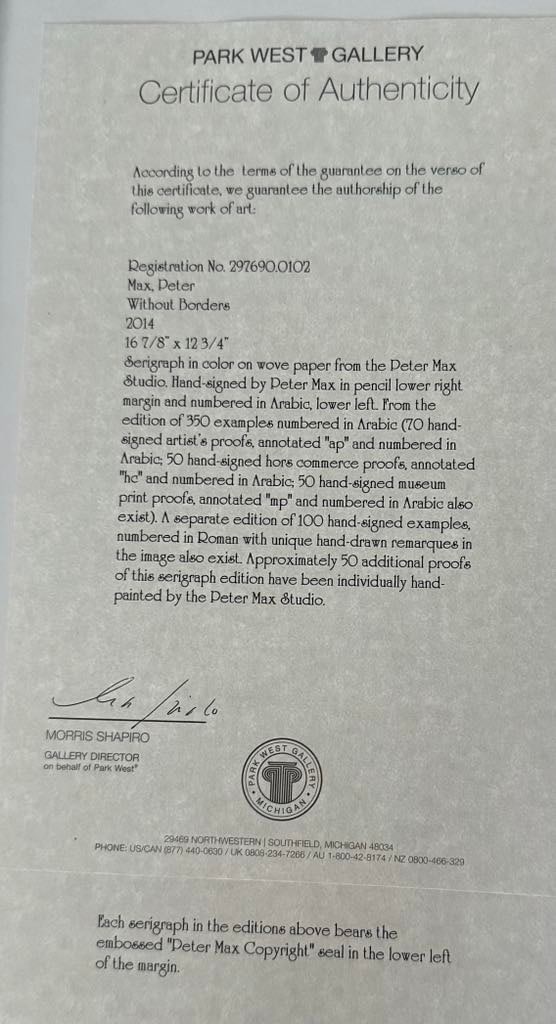 PARK WEST GALLERY
Certificate of Authenticity
According to the terms of the guarantee on the verso of
this certificate, we guarantee the authorship of the
following work of art:
Registration No. 297690.0102
Max, Peter
Without Borders
2014
16 7/8" x 12 3/4"
Serigraph in color on wove paper from the Peter Max
Studio. Hand-signed by Peter Max in pencil lower right
margin and numbered in Arabic, lower left. From the
edition of 350 examples numbered in Arabic (70 hand-
signed artist's proofs, annotated "ap" and numbered in
Arabic; 50 hand-signed hors commerce proofs, annotated
"hc" and numbered in Arabic; 50 hand-signed museum
print proofs, annotated "mp" and numbered in Arabic also
exist). A separate edition of 100 hand-signed examples,
numbered in Roman with unique hand-drawn remarques in
the image also exist. Approximately 50 additional proofs
of this serigraph edition have been individually hand-
painted by the Peter Max Studio.
MORRIS SHAPIRO
GALLERY DIRECTOR
on behalf of Park West®
PARK WEST GALLERY
• MICHIGAN •
29469 NORTHWESTERN | SOUTHFIELD, MICHIGAN 48034
PHONE: US/CAN (877) 440-0630 / UK 0808-234-7266 / AU 1-800-42-8174 / NZ 0800-466-329
Each serigraph in the editions above bears the
embossed "Peter Max Copyright" seal in the lower left
of the margin.